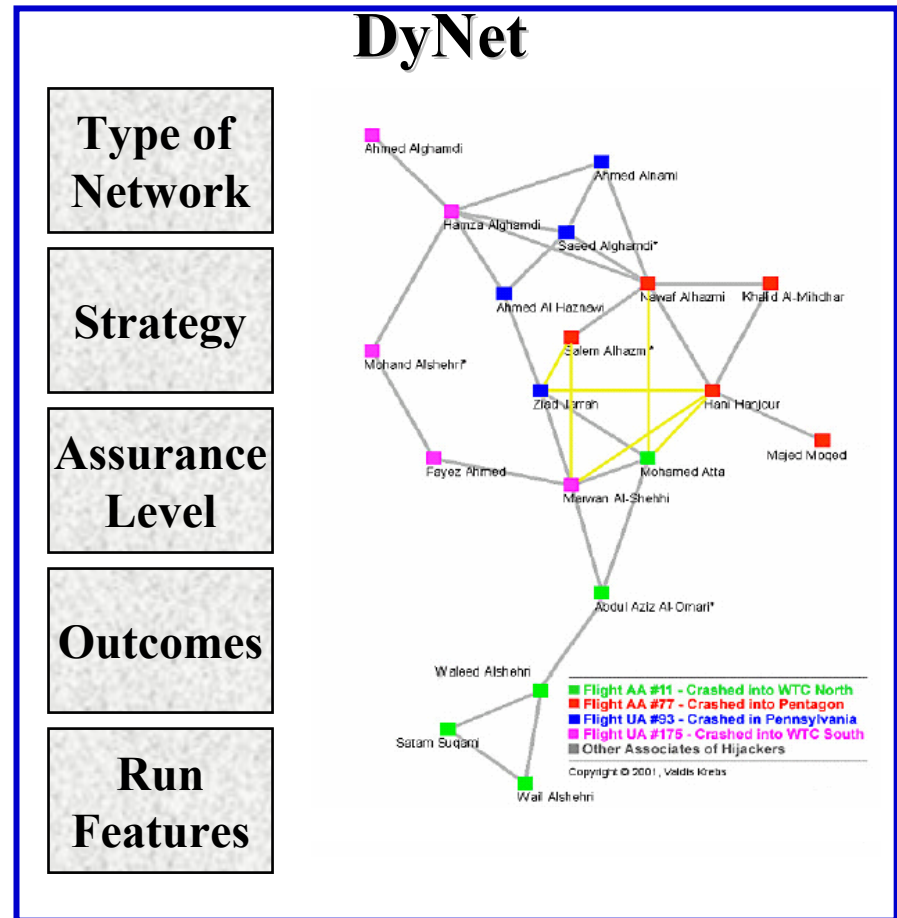 DyNet
Type of
Network
Strategy
Assurance
Level
Outcomes
Run
Features
Ahmed Alghamdi
Ahmed Alnami
Hamza Alghamdi
Saeed Alghamdi*
Nawaf Alhazmi
Khalid Al-Mihdhar
Ahmed Al Haznawi
Salem Alhazmi*
Mohand Alshehri*
Ziad Jarrah
Hani Hanjour
Majed Moqed
Fayez Ahmed
Mohamed Atta
Marwan Al-Shehhi
Abdul Aziz Al-Omari*
Waleed Alshehri
Satam Suqami
Wail Alshehri
Flight AA #11 - Crashed into WTC North
Flight AA #77 - Crashed into Pentagon
Flight UA #93 - Crashed in Pennsylvania
Flight UA #175 - Crashed into WTC South
Other Associates of Hijackers
Copyright © 2001, Valdis Krebs